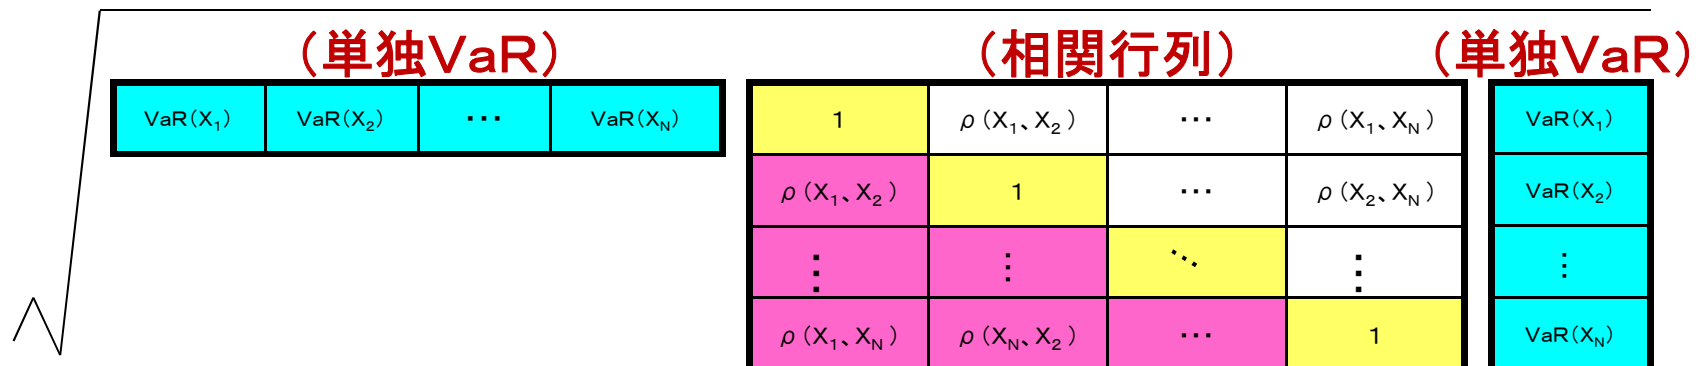 （単独VaR） （相関行列） （単独VaR）
VaR（X1） VaR（X2） ･･･ VaR（XN） 1 ρ（X1、X2） ･･･ ρ（X1、XN） VaR（X1）
ρ（X1、X2） 1 ･･･ ρ（X2、XN） VaR（X2）
⋮ ⋮ ⋱ ⋮ ⋮
ρ（X1、XN） ρ（XN、X2） ･･･ 1 VaR（XN）